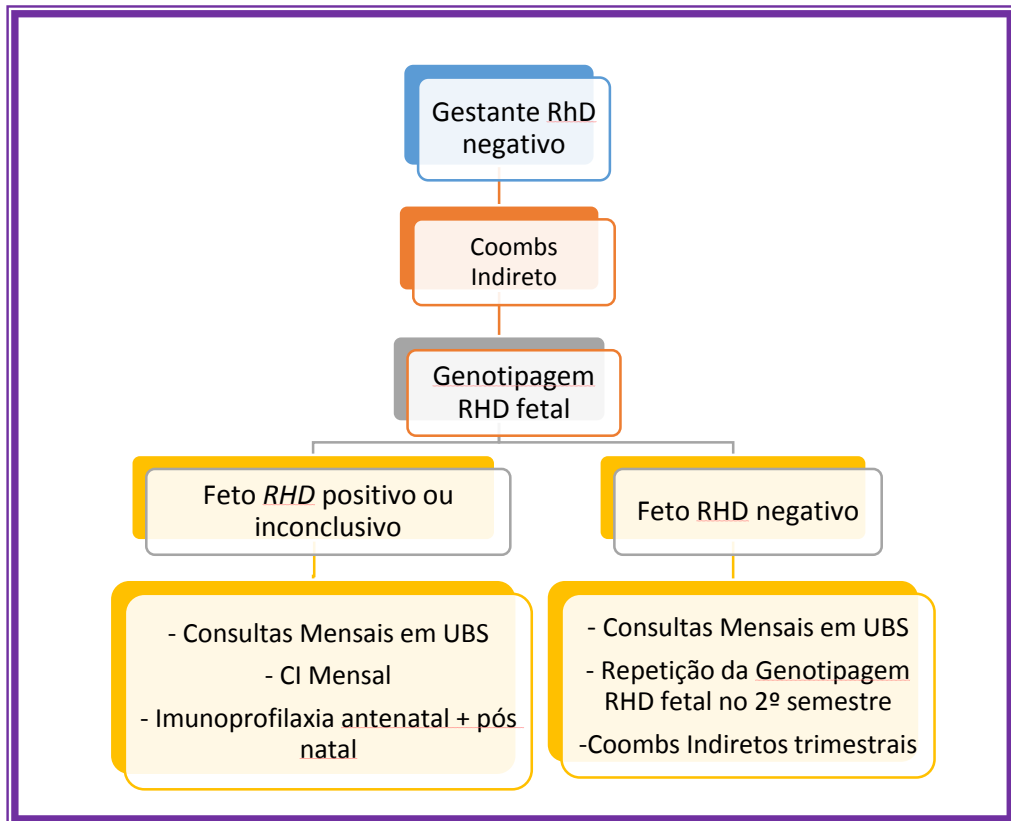 Gestante RhD
negativo
Coombs
Indireto
Genotipagem
RHD fetal
Feto RHD positivo ou
inconclusivo
Feto RHD negativo
- Consultas Mensais em UBS
- CI Mensal
- Imunoprofilaxia antenatal + pós
natal
- Consultas Mensais em UBS
- Repetição da Genotipagem
RHD fetal no 2º semestre
-Coombs Indiretos trimestrais